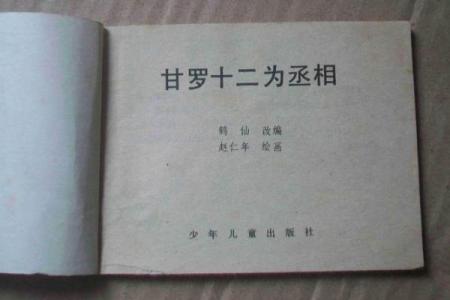 甘罗十二为丞相
鹤仙 改编
赵仁年 绘画
少年儿童出版社